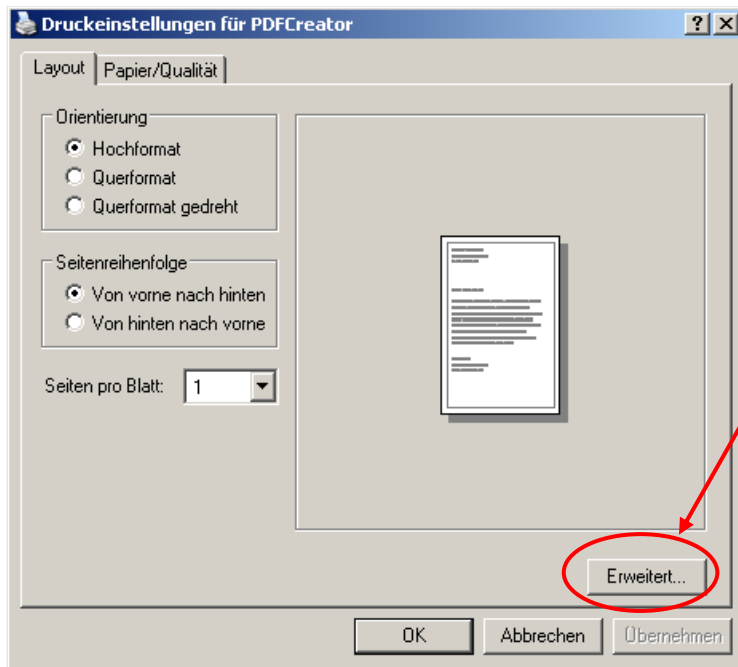 Druckeinstellungen für PDFCreator
Layout Papier/Qualität
Orientierung
Hochformat
Querformat
Querformat gedreht
Seitenreihenfolge
Von vorne nach hinten
Von hinten nach vorne
Seiten pro Blatt: 1
Erweitert...
OK Abbrechen Übernehmen